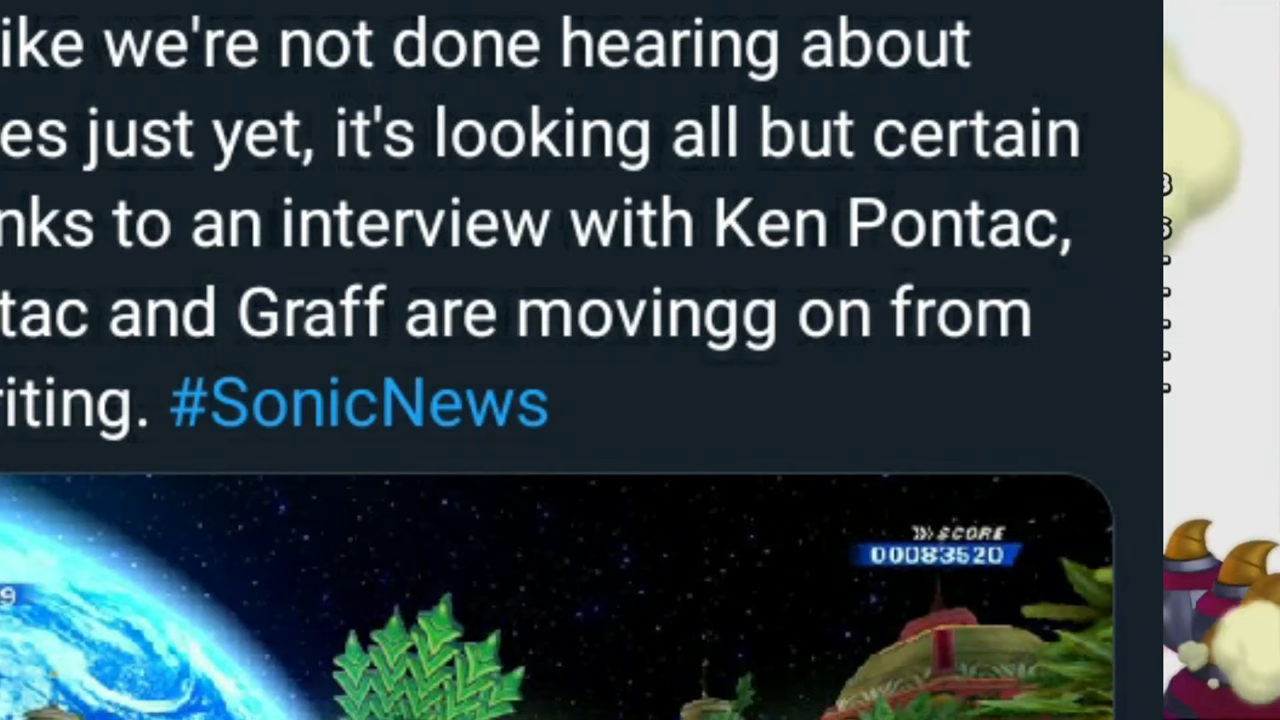 ike we're not done hearing about
es just yet, it's looking all but certain
nks to an interview with Ken Pontac,
tac and Graff are movingg on from
riting. #SonicNews
SCORE
00083520
9